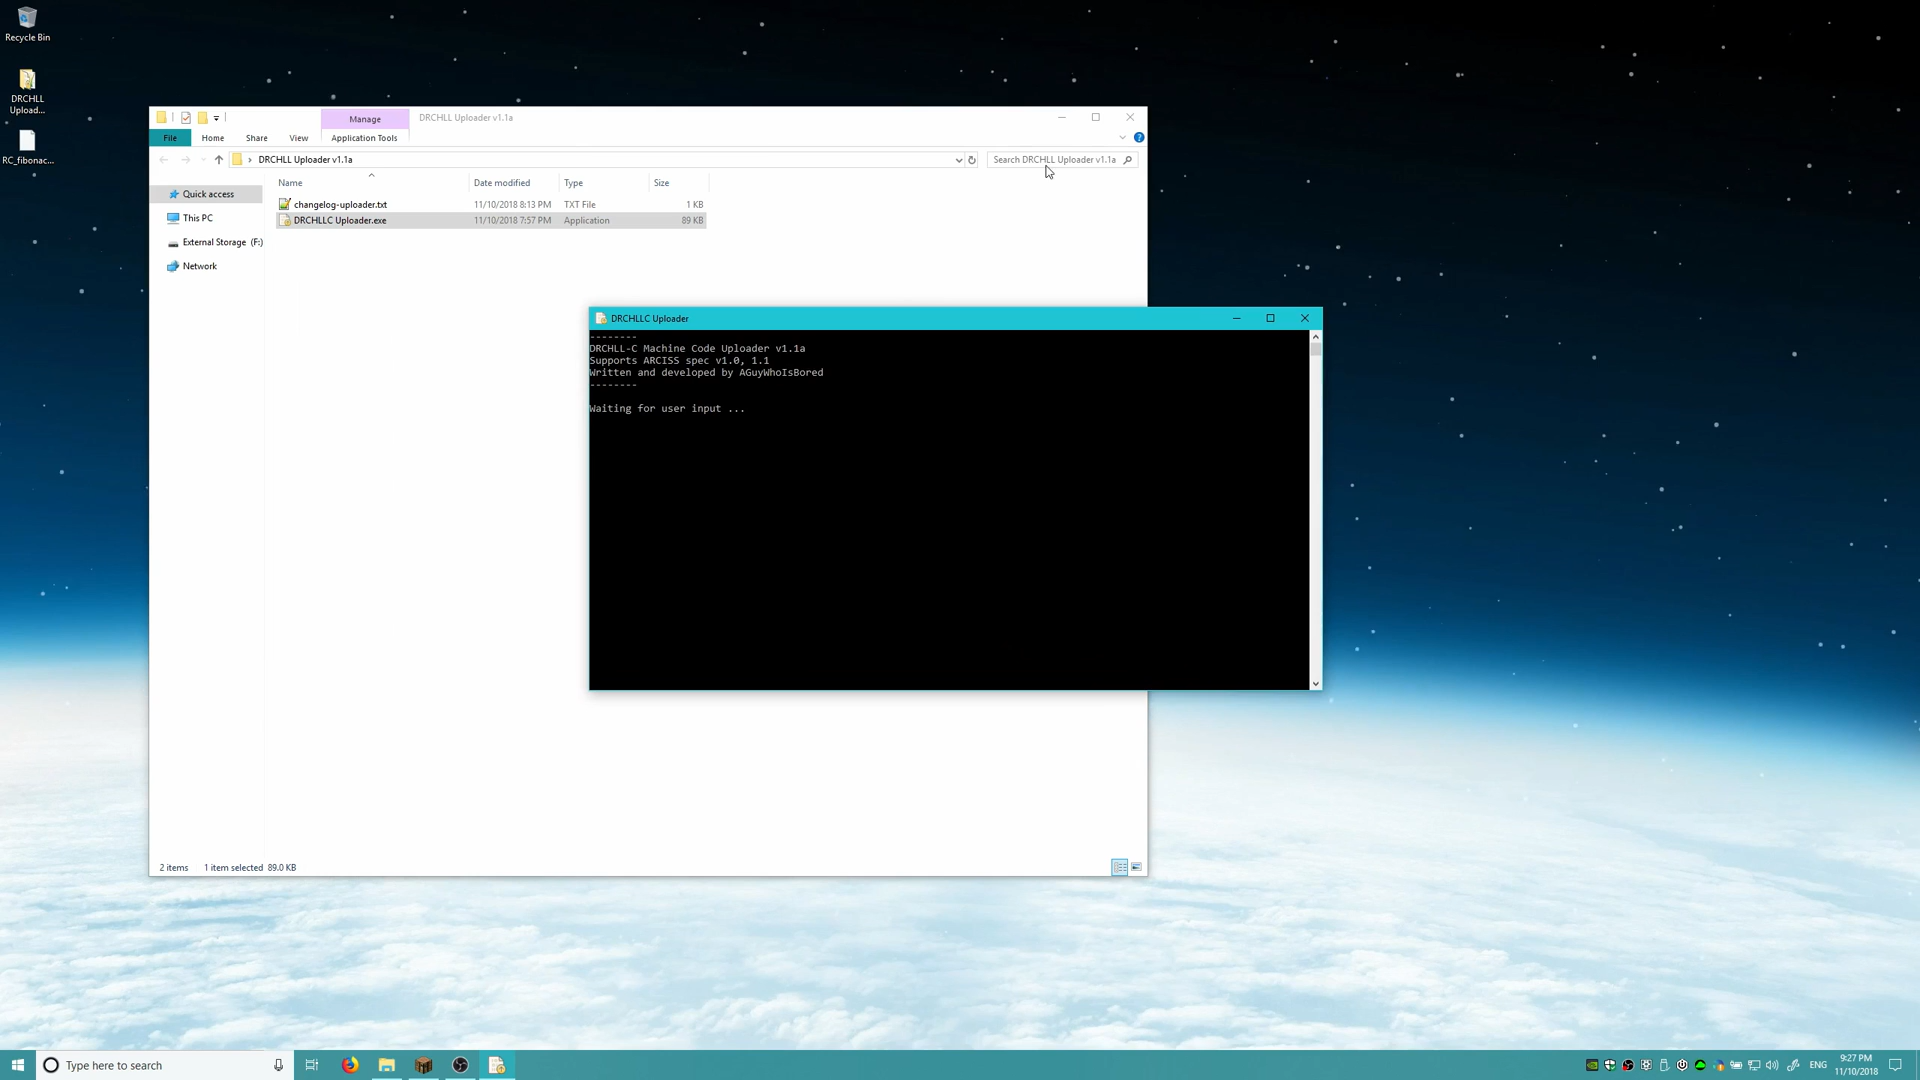 Recycle Bin
DRCHLL
Upload...
RC_fibonac...
Manage
DRCHLL Uploader v1.1a
File
Home
Share
View
Application Tools
DRCHLL Uploader v1.1a
Search DRCHLL Uploader v1.1a
Name
Date modified
Type
Size
Quick access
This PC
External Storage (F:)
Network
changelog-uploader.txt
11/10/2018 8:13 PM
TXT File
1 KB
DRCHLLC Uploader.exe
11/10/2018 7:57 PM
Application
89 KB
DRCHLLC Uploader
--------
DRCHLL-C Machine Code Uploader v1.1a
Supports ARCISS spec v1.0, 1.1
Written and developed by AGuyWhoIsBored
--------
Waiting for user input ...
2 items
1 item selected 89.0 KB
Type here to search
ENG
9:27 PM
11/10/2018